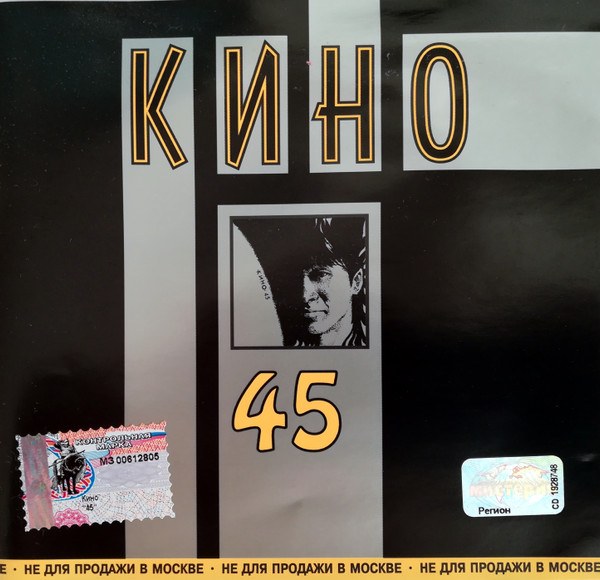 КИНО
КИНО 45
45
КОНТРОЛЬНАЯ
МАРКА
МЗ 00612805
Кино
"45"
мистерия
Регион
CD 1928748
Е · НЕ ДЛЯ ПРОДАЖИ В МОСКВЕ · НЕ ДЛЯ ПРОДАЖИ В МОСКВЕ · НЕ ДЛЯ ПРОДАЖИ В МОСКВЕ